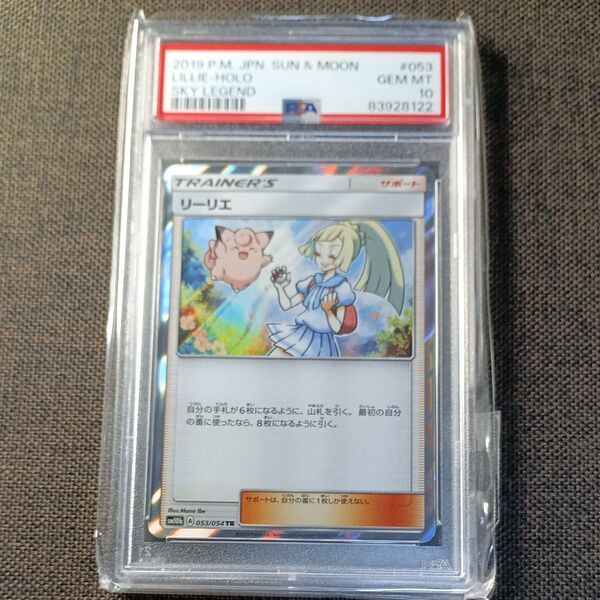 2019 P.M. JPN. SUN & MOON #053
LILLIE-HOLO GEM MT
SKY LEGEND 10
PSA 83928122
TRAINER'S サポート
リーリエ
自分の手札が6枚になるように、山札を引く。最初の自分
の番に使ったなら、8枚になるように引く。
サポートは、自分の番に1枚しか使えない。
Illus.Mana Ibe
sm10b A 053/054 TR
PSA